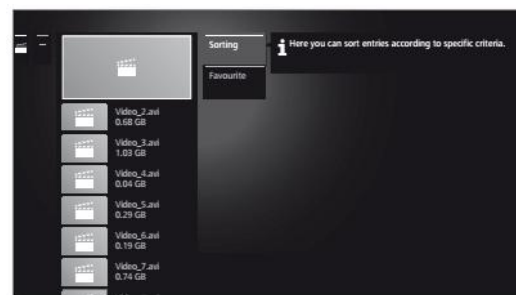 Sorting
Here you can sort entries according to specific criteria.
Favourite
Video_2.avi
0.68 GB
Video_3.avi
1.03 GB
Video_4.avi
0.04 GB
Video_5.avi
0.29 GB
Video_6.avi
0.19 GB
Video_7.avi
0.74 GB